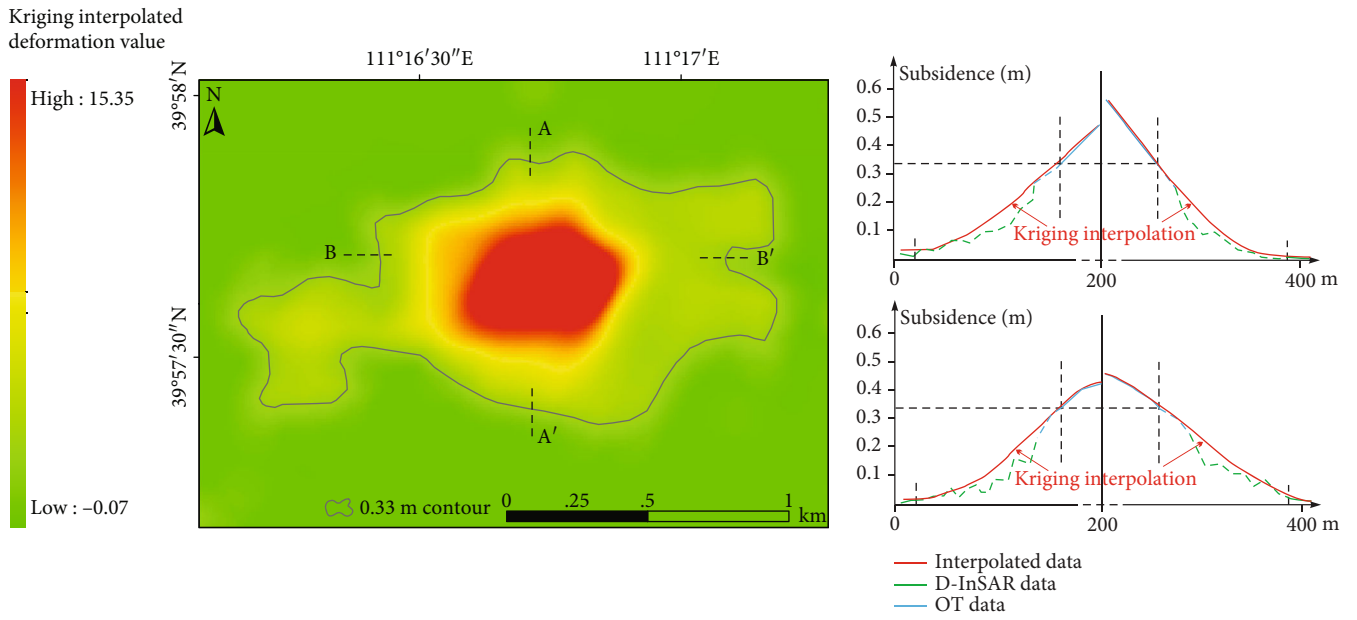 Kriging interpolated
deformation value
High : 15.35
Low : –0.07
111°16′30″E
111°17′E
39°58′N
39°57′30″N
N
A
B
B′
A′
0.33 m contour
0
.25
.5
1
km
Subsidence (m)
0.6
0.5
0.4
0.3
0.2
0.1
Kriging interpolation
0
200
400 m
Subsidence (m)
0.6
0.5
0.4
0.3
0.2
0.1
Kriging interpolation
0
200
400 m
Interpolated data
D-InSAR data
OT data